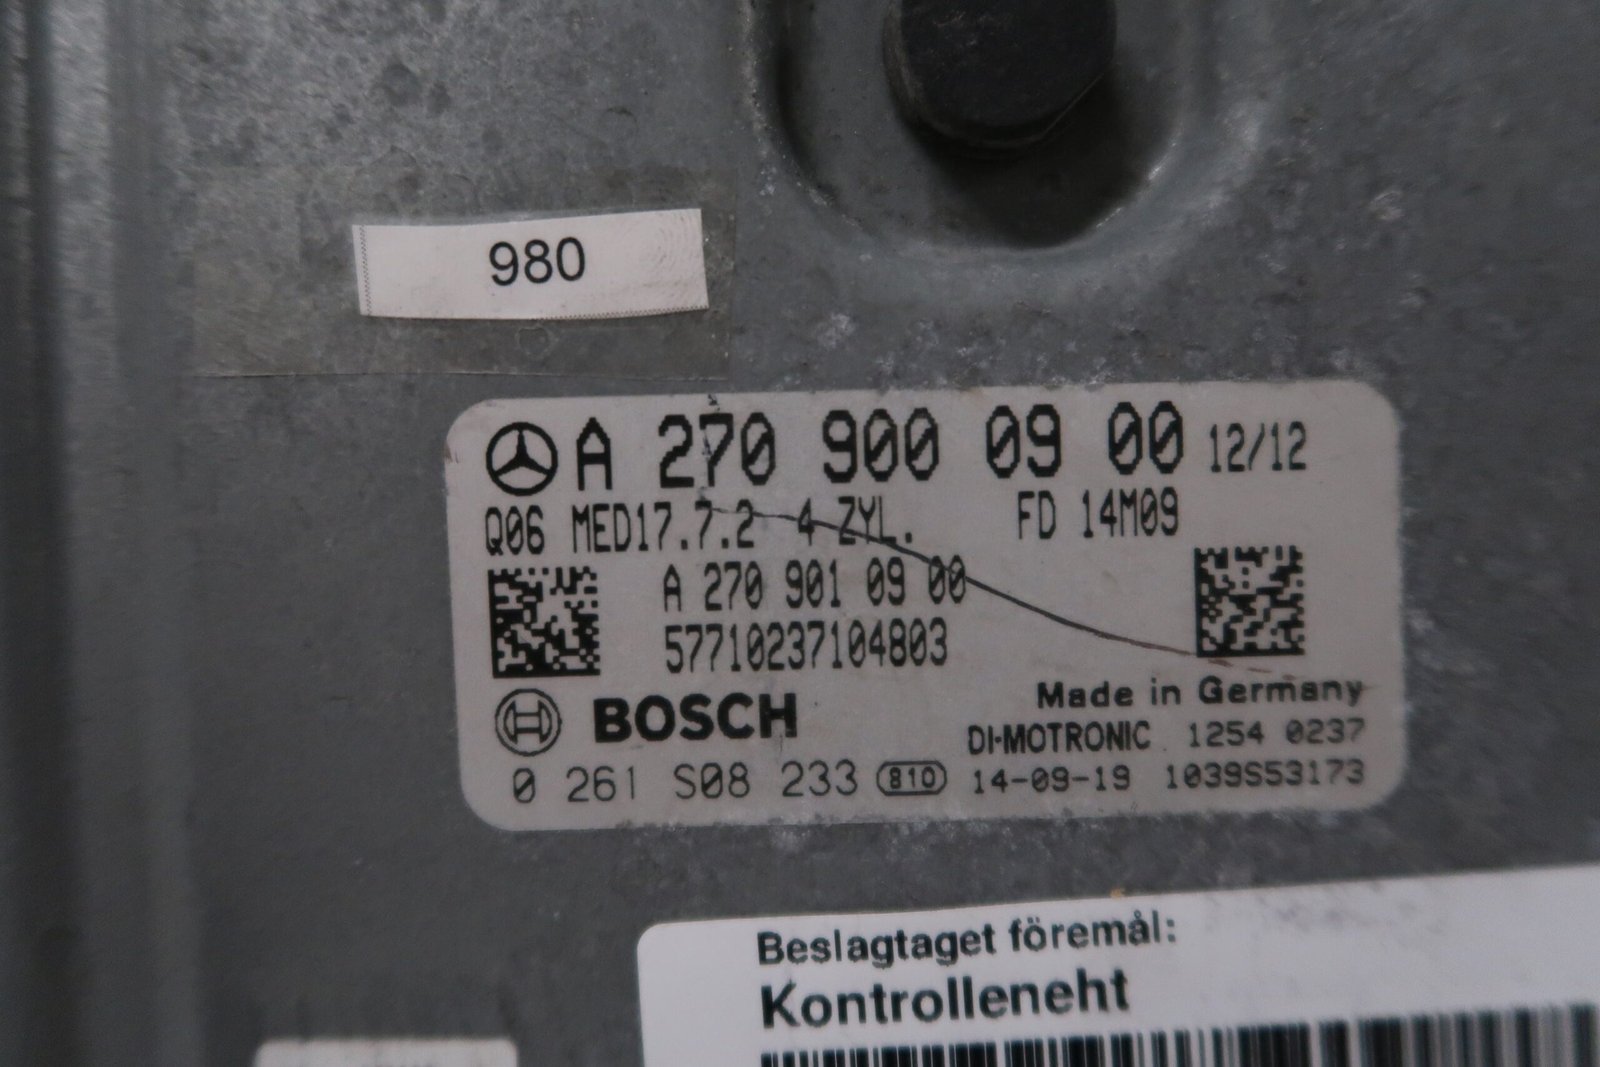 980
A 270 900 09 00 12/12
Q06 MED17.7.2 4 ZYL. FD 14M09
A 270 901 09 00
57710237104803
Made in Germany
BOSCH DI-MOTRONIC 1254 0237
0 261 S08 233 810 14-09-19 1039S53173
Beslagtaget föremål:
Kontrolleneht